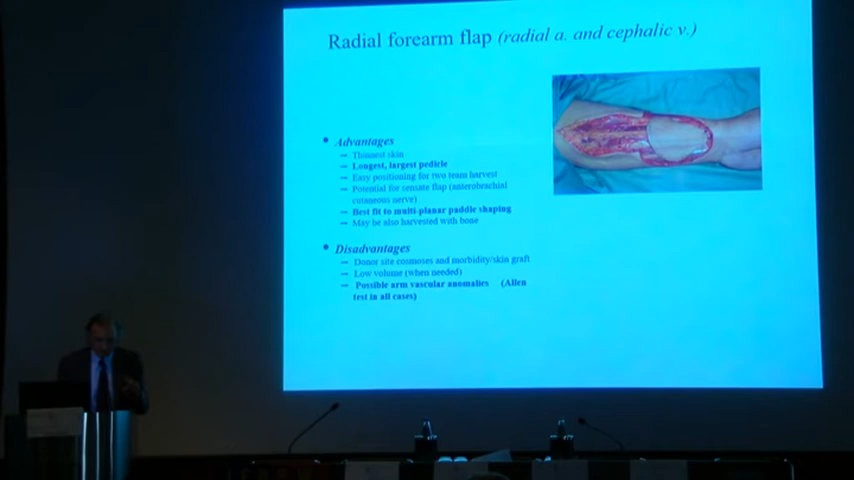 Radial forearm flap (radial a. and cephalic v.)
• Advantages
– Thinnest skin
– Longest, largest pedicle
– Easy positioning for two team harvest
– Potential for sensate flap (anterobrachial
cutaneous nerve)
– Best fit to multi-planar paddle shaping
– May be also harvested with bone
• Disadvantages
– Donor site cosmoses and morbidity/skin graft
– Low volume (when needed)
– Possible arm vascular anomalies (Allen
test in all cases)